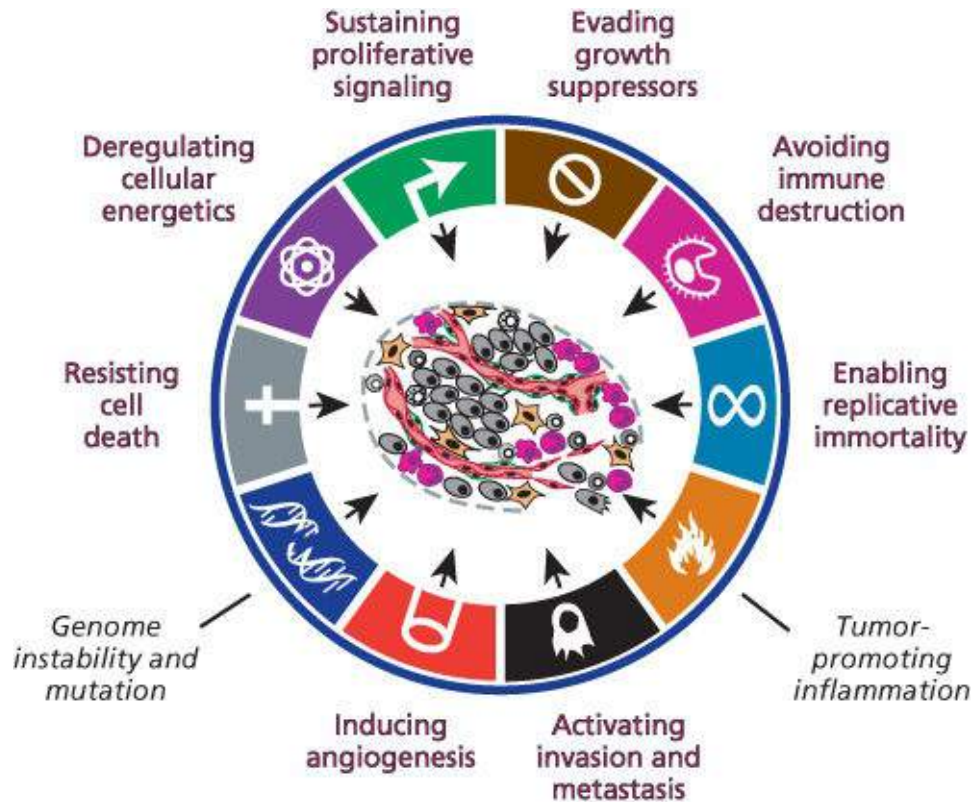 Sustaining
proliferative
signaling
Evading
growth
suppressors
Deregulating
cellular
energetics
Avoiding
immune
destruction
Resisting
cell
death
Enabling
replicative
immortality
Genome
instability and
mutation
Tumor-
promoting
inflammation
Inducing
angiogenesis
Activating
invasion and
metastasis